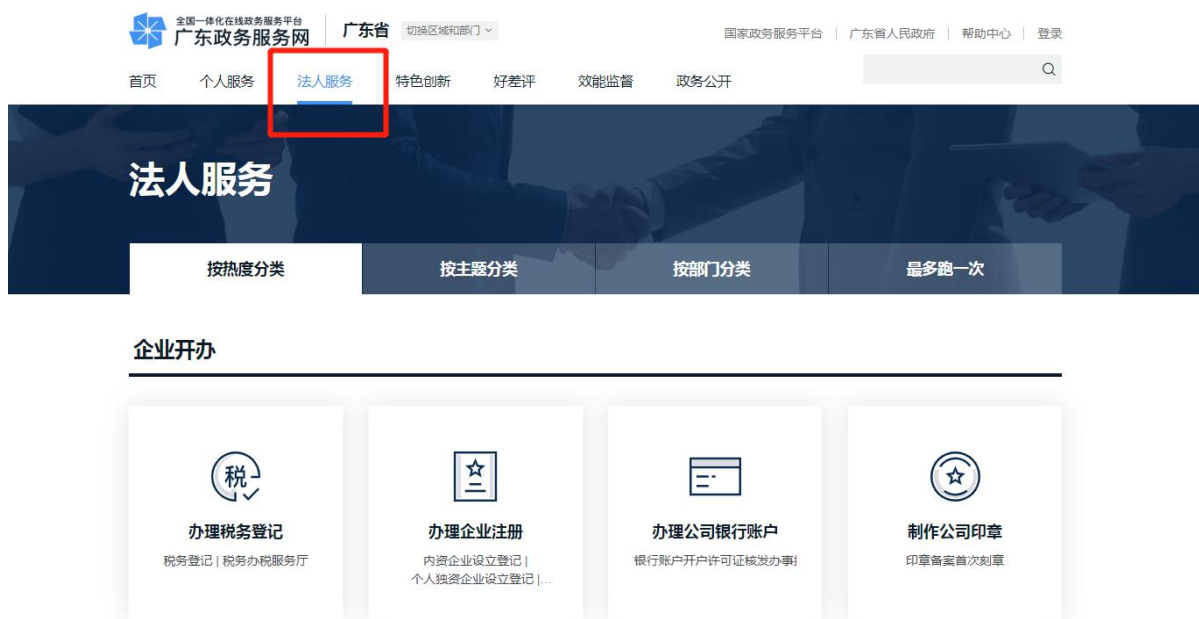 全国一体化在线政务服务平台
广东政务服务网
广东省
切换区域和部门
国家政务服务平台 | 广东省人民政府 | 帮助中心 | 登录
首页 个人服务 法人服务 特色创新 好差评 效能监督 政务公开
法人服务
按热度分类 按主题分类 按部门分类 最多跑一次
企业开办
税
办理税务登记
税务登记 | 税务办税服务厅
办理企业注册
内资企业设立登记 |
个人独资企业设立登记 |...
办理公司银行账户
银行账户开户许可证核发办事
制作公司印章
印章备案首次刻章